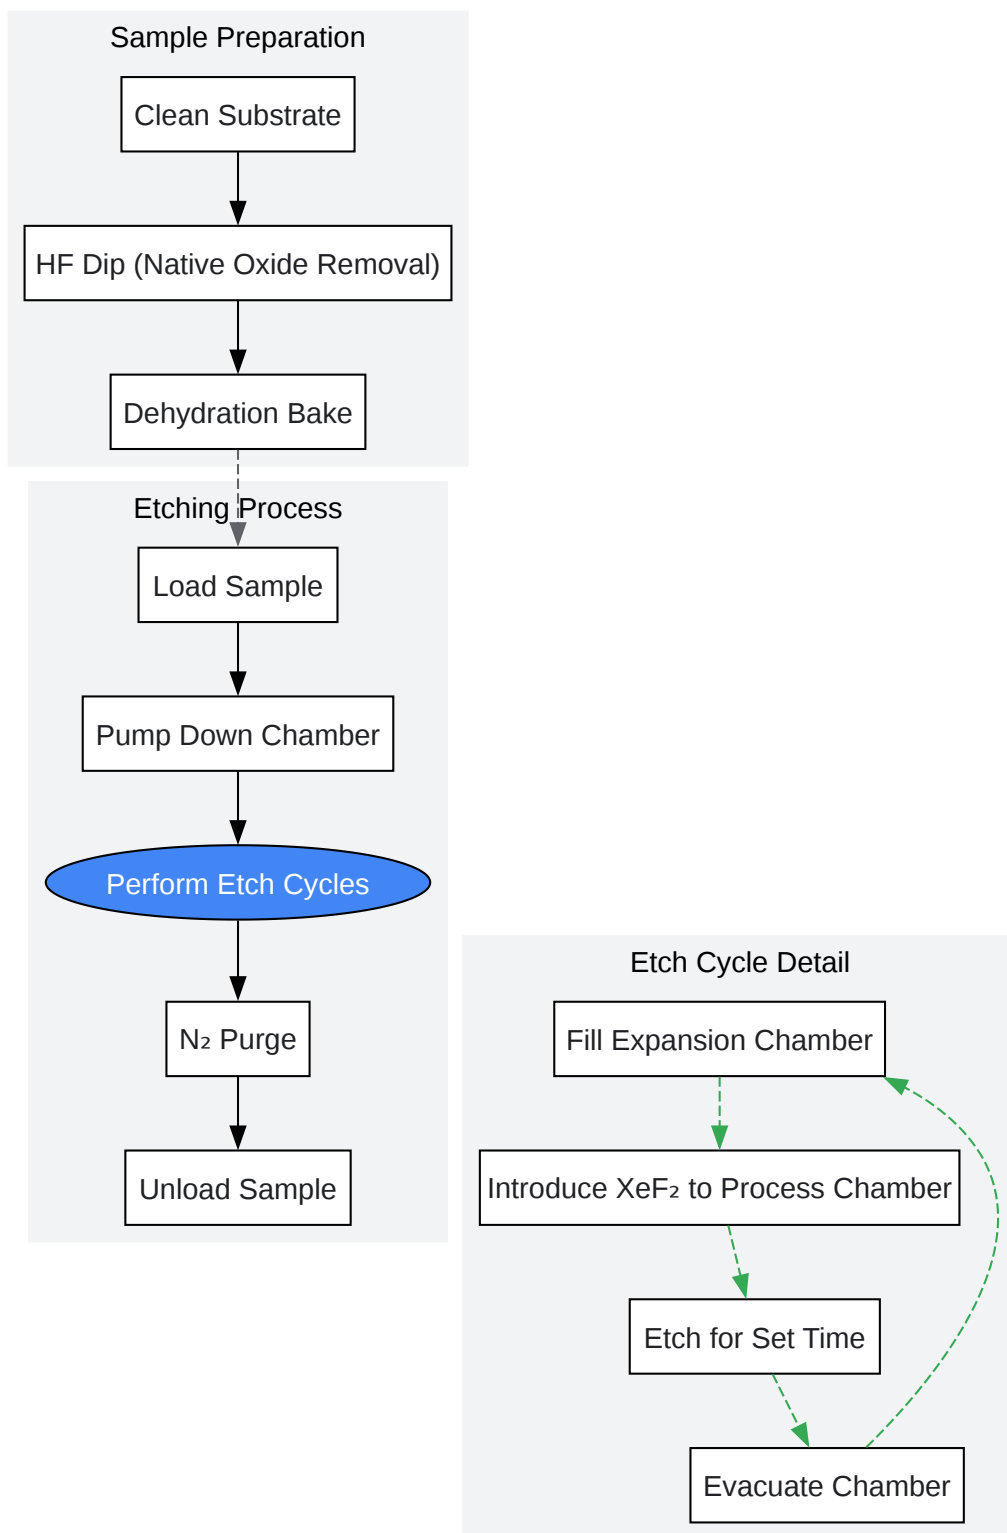 Sample Preparation
Clean Substrate
HF Dip (Native Oxide Removal)
Dehydration Bake
Etching Process
Load Sample
Pump Down Chamber
Perform Etch Cycles
N₂ Purge
Unload Sample
Etch Cycle Detail
Fill Expansion Chamber
Introduce XeF₂ to Process Chamber
Etch for Set Time
Evacuate Chamber